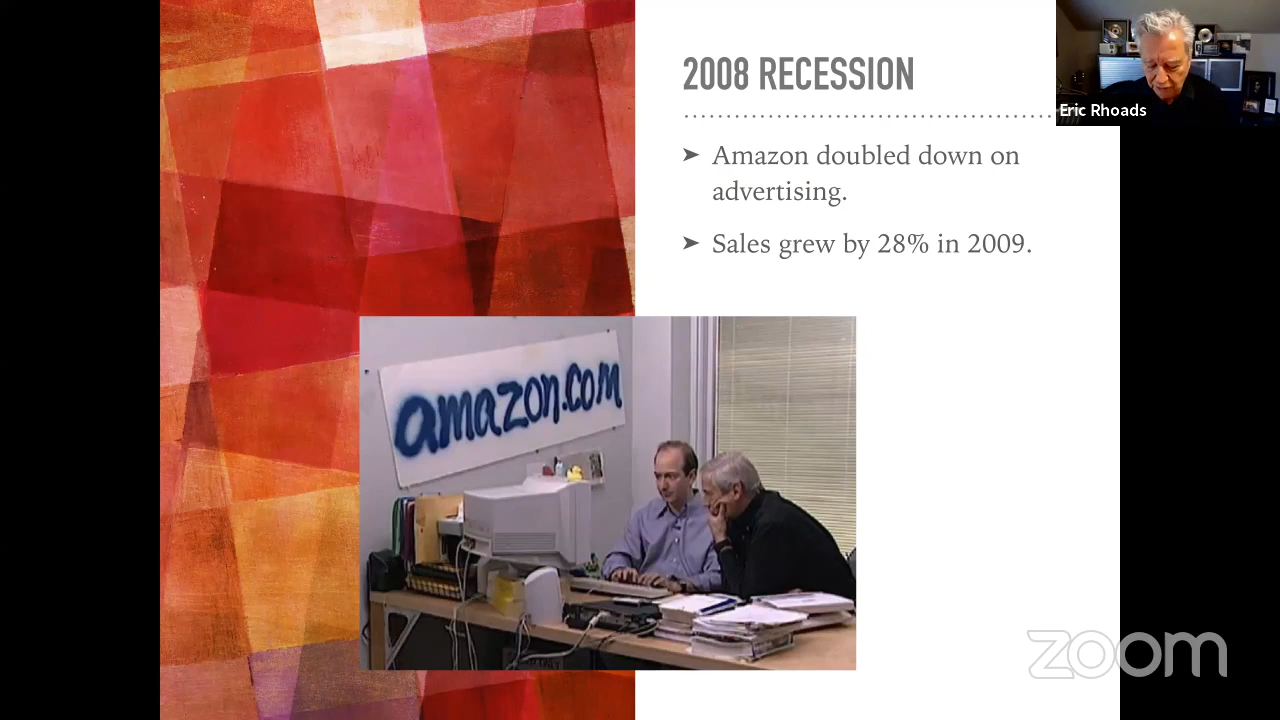 2008 RECESSION
Eric Rhoads
➤ Amazon doubled down on
advertising.
➤ Sales grew by 28% in 2009.
amazon.com
zoom